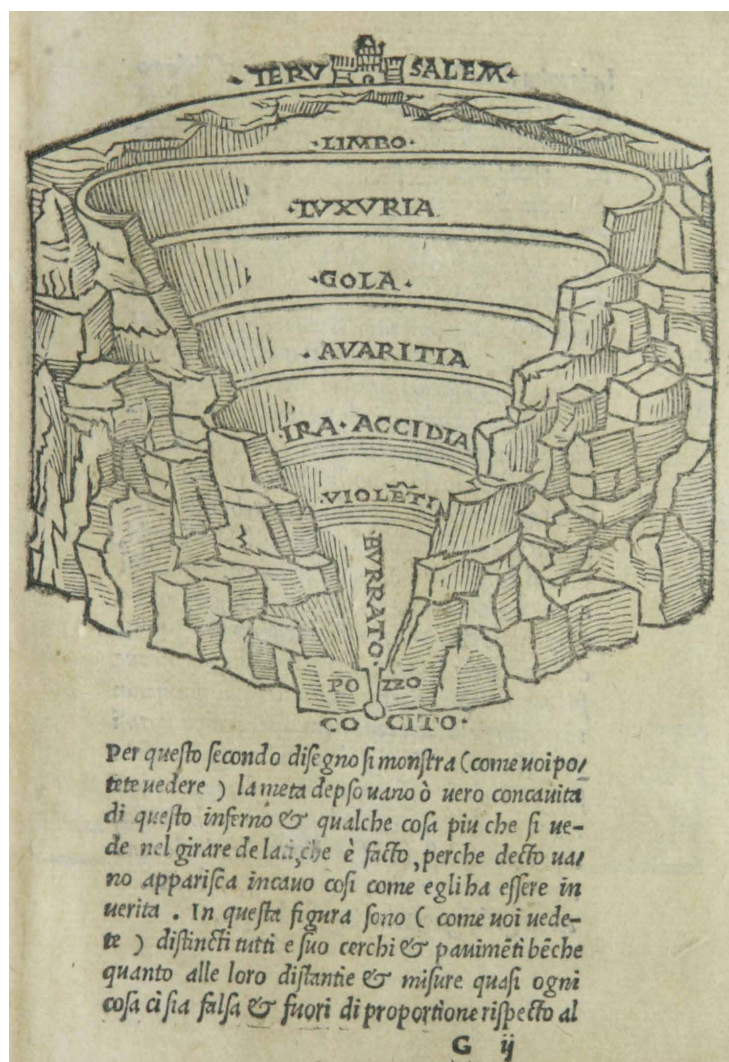 · IERV SALEM ·
· LIMBO ·
· LVXVRIA
· GOLA ·
· AVARITIA
· IRA · ACCIDIA
VIOLE͂TI
BVRRATO ·
PO ZZO
CO CITO ·
Per queſto ſecondo diſegno ſi monſtra (come uoi po/
tete uedere ) la meta depſo uano ò uero concauita
di queſto inferno & qualche coſa piu che ſi ue-
de nel girare de lati, che è facto, perche decto ua/
no appariſca incauo coſi come egli ha eſſere in
uerita . In queſta figura ſono ( come uoi uede-
te ) diſtincti tutti e ſuo cerchi & pauimēti bēche
quanto alle loro diſtantie & miſure quaſi ogni
coſa ci ſia falſa & fuori di proportione riſpecto al
G ij